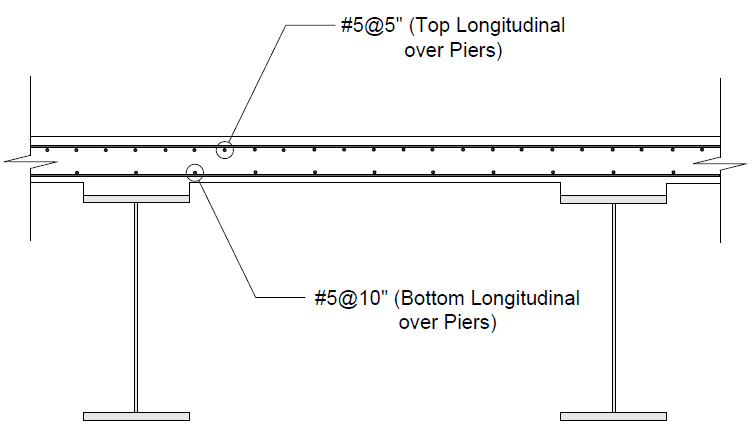 #5@5" (Top Longitudinal
over Piers)
#5@10" (Bottom Longitudinal
over Piers)